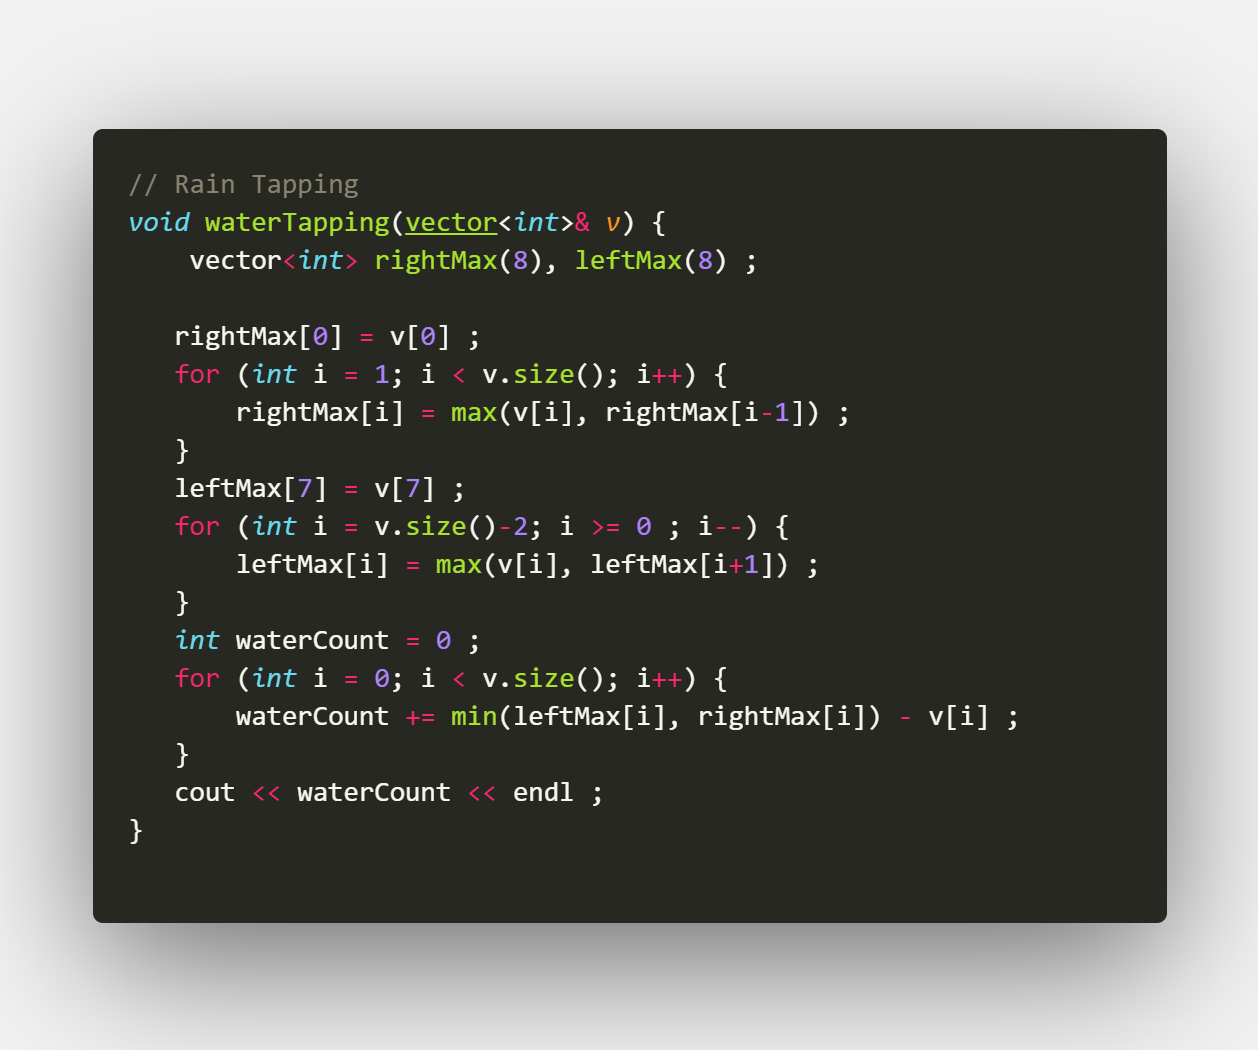 // Rain Tapping
void waterTapping(vector<int>& v) {
     vector<int> rightMax(8), leftMax(8) ;

   rightMax[0] = v[0] ;
   for (int i = 1; i < v.size(); i++) {
       rightMax[i] = max(v[i], rightMax[i-1]) ;
   }
   leftMax[7] = v[7] ;
   for (int i = v.size()-2; i >= 0 ; i--) {
       leftMax[i] = max(v[i], leftMax[i+1]) ;
   }
   int waterCount = 0 ;
   for (int i = 0; i < v.size(); i++) {
       waterCount += min(leftMax[i], rightMax[i]) - v[i] ;
   }
   cout << waterCount << endl ;
}